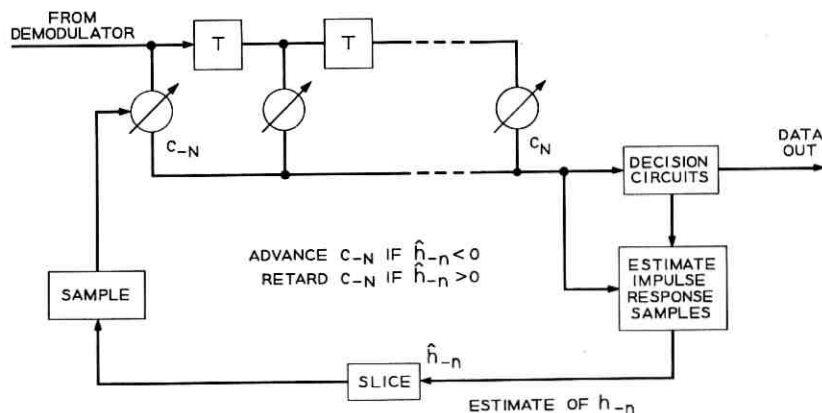 FROM
DEMODULATOR
T
T
C-N
CN
DECISION
CIRCUITS
DATA
OUT
ADVANCE C-N IF ĥ-n<0
RETARD C-N IF ĥ-n>0
SAMPLE
ESTIMATE
IMPULSE
RESPONSE
SAMPLES
ĥ-n
SLICE
ESTIMATE OF h-n